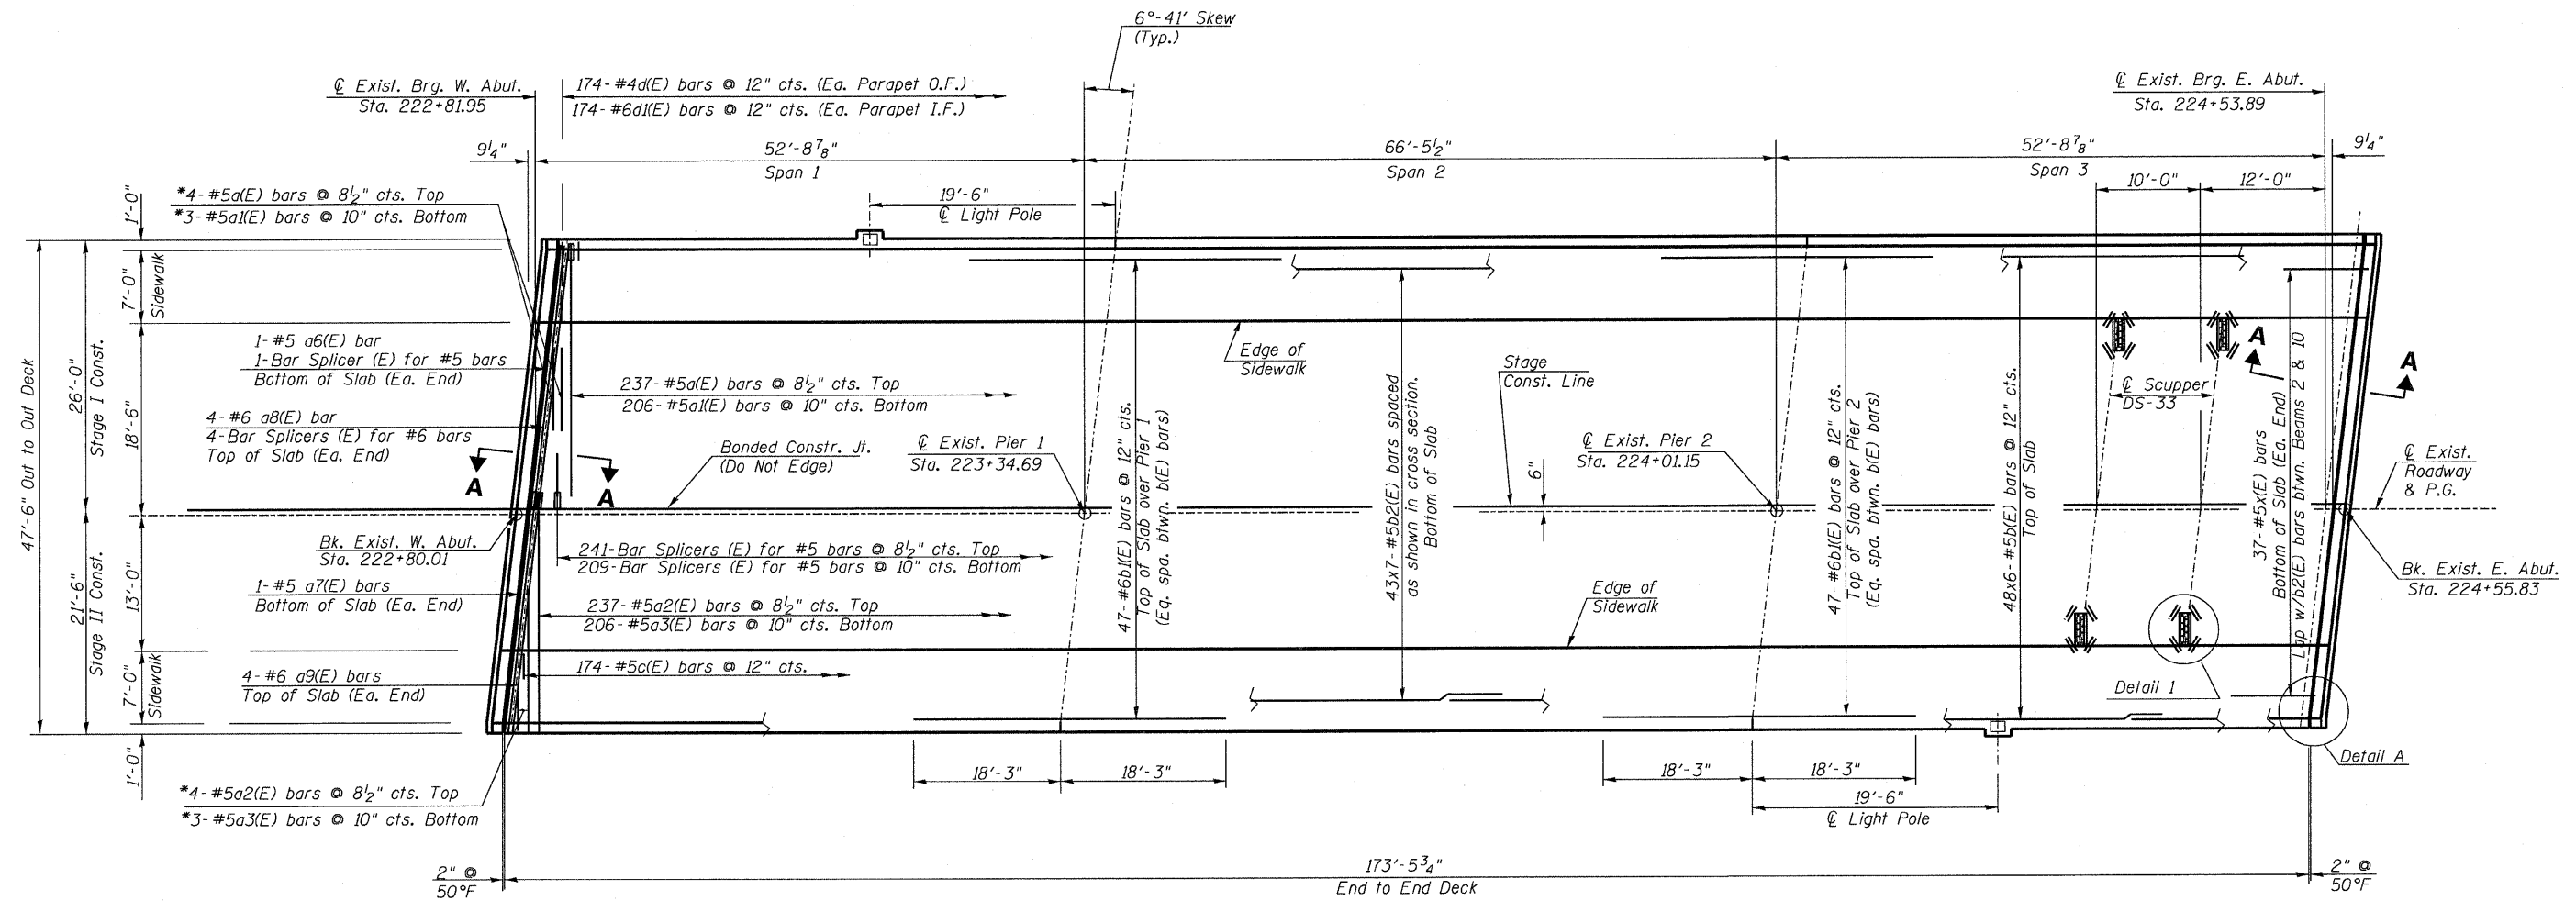 6°-41' Skew
(Typ.)
℄ Exist. Brg. W. Abut.
Sta. 222+81.95
174- #4d(E) bars @ 12" cts. (Ea. Parapet O.F.)
174- #6d1(E) bars @ 12" cts. (Ea. Parapet I.F.)
℄ Exist. Brg. E. Abut.
Sta. 224+53.89
9¼"
52'-8⅞"
Span 1
66'-5½"
Span 2
52'-8⅞"
Span 3
9¼"
10'-0"
12'-0"
19'-6"
℄ Light Pole
*4- #5a(E) bars @ 8½" cts. Top
*3- #5a1(E) bars @ 10" cts. Bottom
1'-0"
7'-0"
Sidewalk
18'-6"
26'-0"
Stage I Const.
47'-6" Out to Out Deck
21'-6"
Stage II Const.
13'-0"
7'-0"
Sidewalk
1'-0"
1- #5 a6(E) bar
1-Bar Splicer (E) for #5 bars
Bottom of Slab (Ea. End)
4- #6 a8(E) bar
4-Bar Splicers (E) for #6 bars
Top of Slab (Ea. End)
237- #5a(E) bars @ 8½" cts. Top
206- #5a1(E) bars @ 10" cts. Bottom
Bonded Constr. Jt.
(Do Not Edge)
℄ Exist. Pier 1
Sta. 223+34.69
Edge of
Sidewalk
Stage
Const. Line
℄ Exist. Pier 2
Sta. 224+01.15
6"
A
A
A
A
℄ Scupper
DS-33
℄ Exist.
Roadway
& P.G.
47- #6b1(E) bars @ 12" cts.
Top of Slab over Pier 1
(Eq. spa. btwn. b(E) bars)
43x7- #5b2(E) bars spaced
as shown in cross section.
Bottom of Slab
47- #6b1(E) bars @ 12" cts.
Top of Slab over Pier 2
(Eq. spa. btwn. b(E) bars)
48x6- #5b(E) bars @ 12" cts.
Top of Slab
37- #5x(E) bars
Bottom of Slab (Ea. End)
Lap w/b2(E) bars btwn. Beams 2 & 10
Bk. Exist. W. Abut.
Sta. 222+80.01
241-Bar Splicers (E) for #5 bars @ 8½" cts. Top
209-Bar Splicers (E) for #5 bars @ 10" cts. Bottom
Bk. Exist. E. Abut.
Sta. 224+55.83
1- #5 a7(E) bars
Bottom of Slab (Ea. End)
237- #5a2(E) bars @ 8½" cts. Top
206- #5a3(E) bars @ 10" cts. Bottom
Edge of
Sidewalk
174- #5c(E) bars @ 12" cts.
4- #6 a9(E) bars
Top of Slab (Ea. End)
Detail 1
Detail A
18'-3"
18'-3"
18'-3"
18'-3"
19'-6"
℄ Light Pole
*4- #5a2(E) bars @ 8½" cts. Top
*3- #5a3(E) bars @ 10" cts. Bottom
2" @
50°F
173'-5¾"
End to End Deck
2" @
50°F